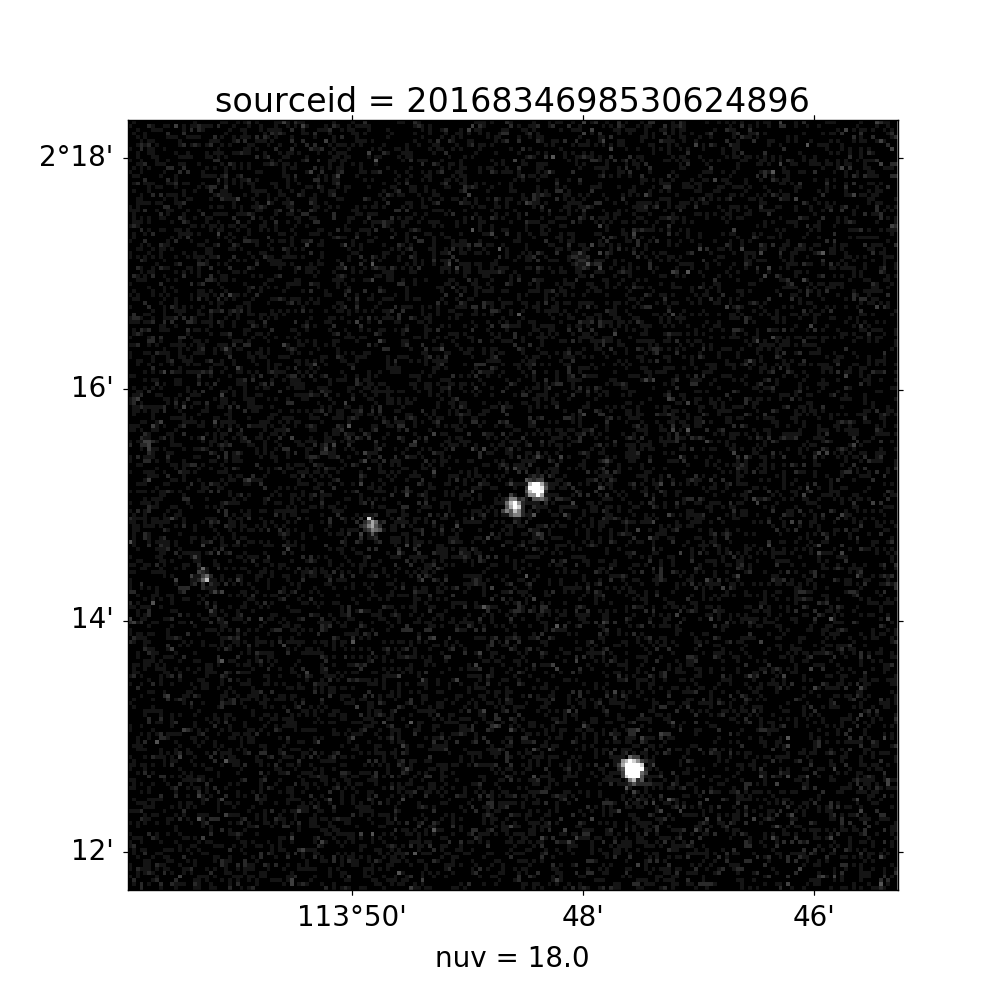 sourceid = 2016834698530624896
2°18'
16'
14'
12'
113°50' 48' 46'
nuv = 18.0